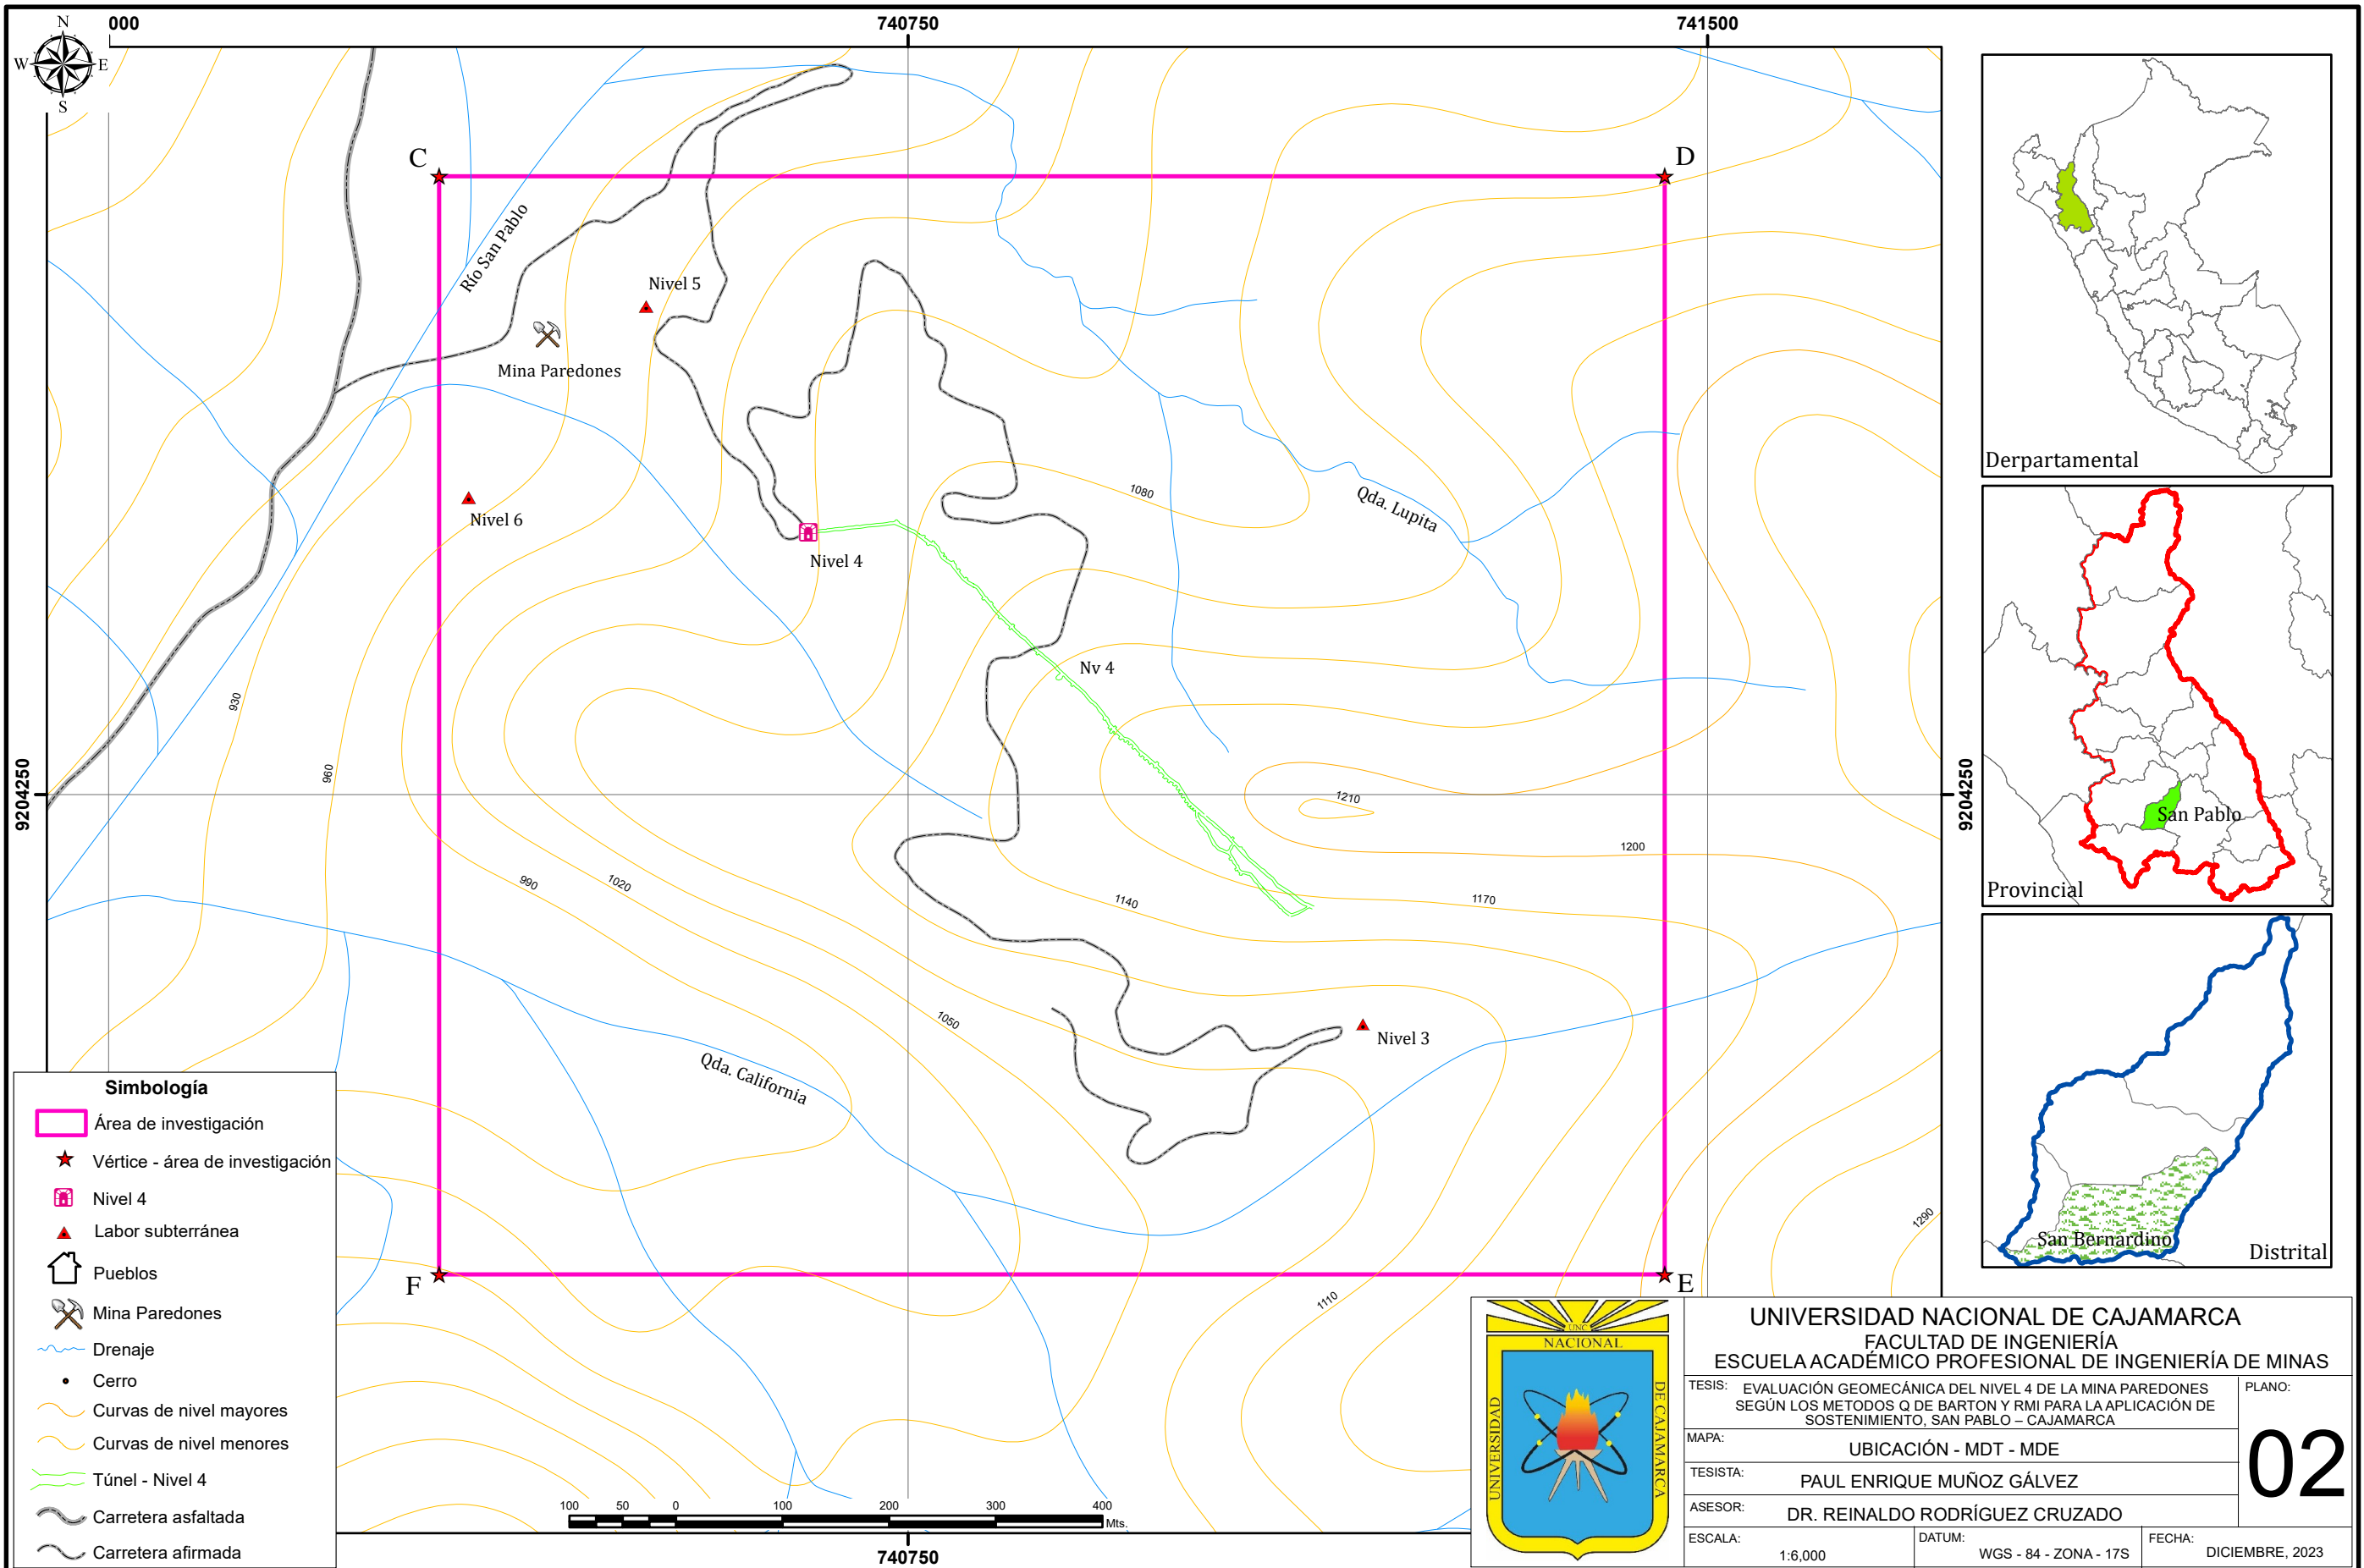 N
W
E
S
000
740750
741500
C
D
Río San Pablo
Nivel 5
Mina Paredones
Nivel 6
Nivel 4
1080
Qda. Lupita
Nv 4
930
960
9204250
9204250
1210
1200
990
1020
1140
1170
1050
Nivel 3
Qda. California
1290
1110
F
E
Simbología
Área de investigación
Vértice - área de investigación
Nivel 4
Labor subterránea
Pueblos
Mina Paredones
Drenaje
Cerro
Curvas de nivel mayores
Curvas de nivel menores
Túnel - Nivel 4
Carretera asfaltada
Carretera afirmada
100 50 0 100 200 300 400
Mts.
740750
Derpartamental
San Pablo
Provincial
San Bernardino
Distrital
UNC
NACIONAL
UNIVERSIDAD
DE CAJAMARCA
UNIVERSIDAD NACIONAL DE CAJAMARCA
FACULTAD DE INGENIERÍA
ESCUELA ACADÉMICO PROFESIONAL DE INGENIERÍA DE MINAS
TESIS: EVALUACIÓN GEOMECÁNICA DEL NIVEL 4 DE LA MINA PAREDONES
SEGÚN LOS METODOS Q DE BARTON Y RMI PARA LA APLICACIÓN DE
SOSTENIMIENTO, SAN PABLO – CAJAMARCA
PLANO:
02
MAPA: UBICACIÓN - MDT - MDE
TESISTA: PAUL ENRIQUE MUÑOZ GÁLVEZ
ASESOR: DR. REINALDO RODRÍGUEZ CRUZADO
ESCALA: 1:6,000
DATUM: WGS - 84 - ZONA - 17S
FECHA: DICIEMBRE, 2023